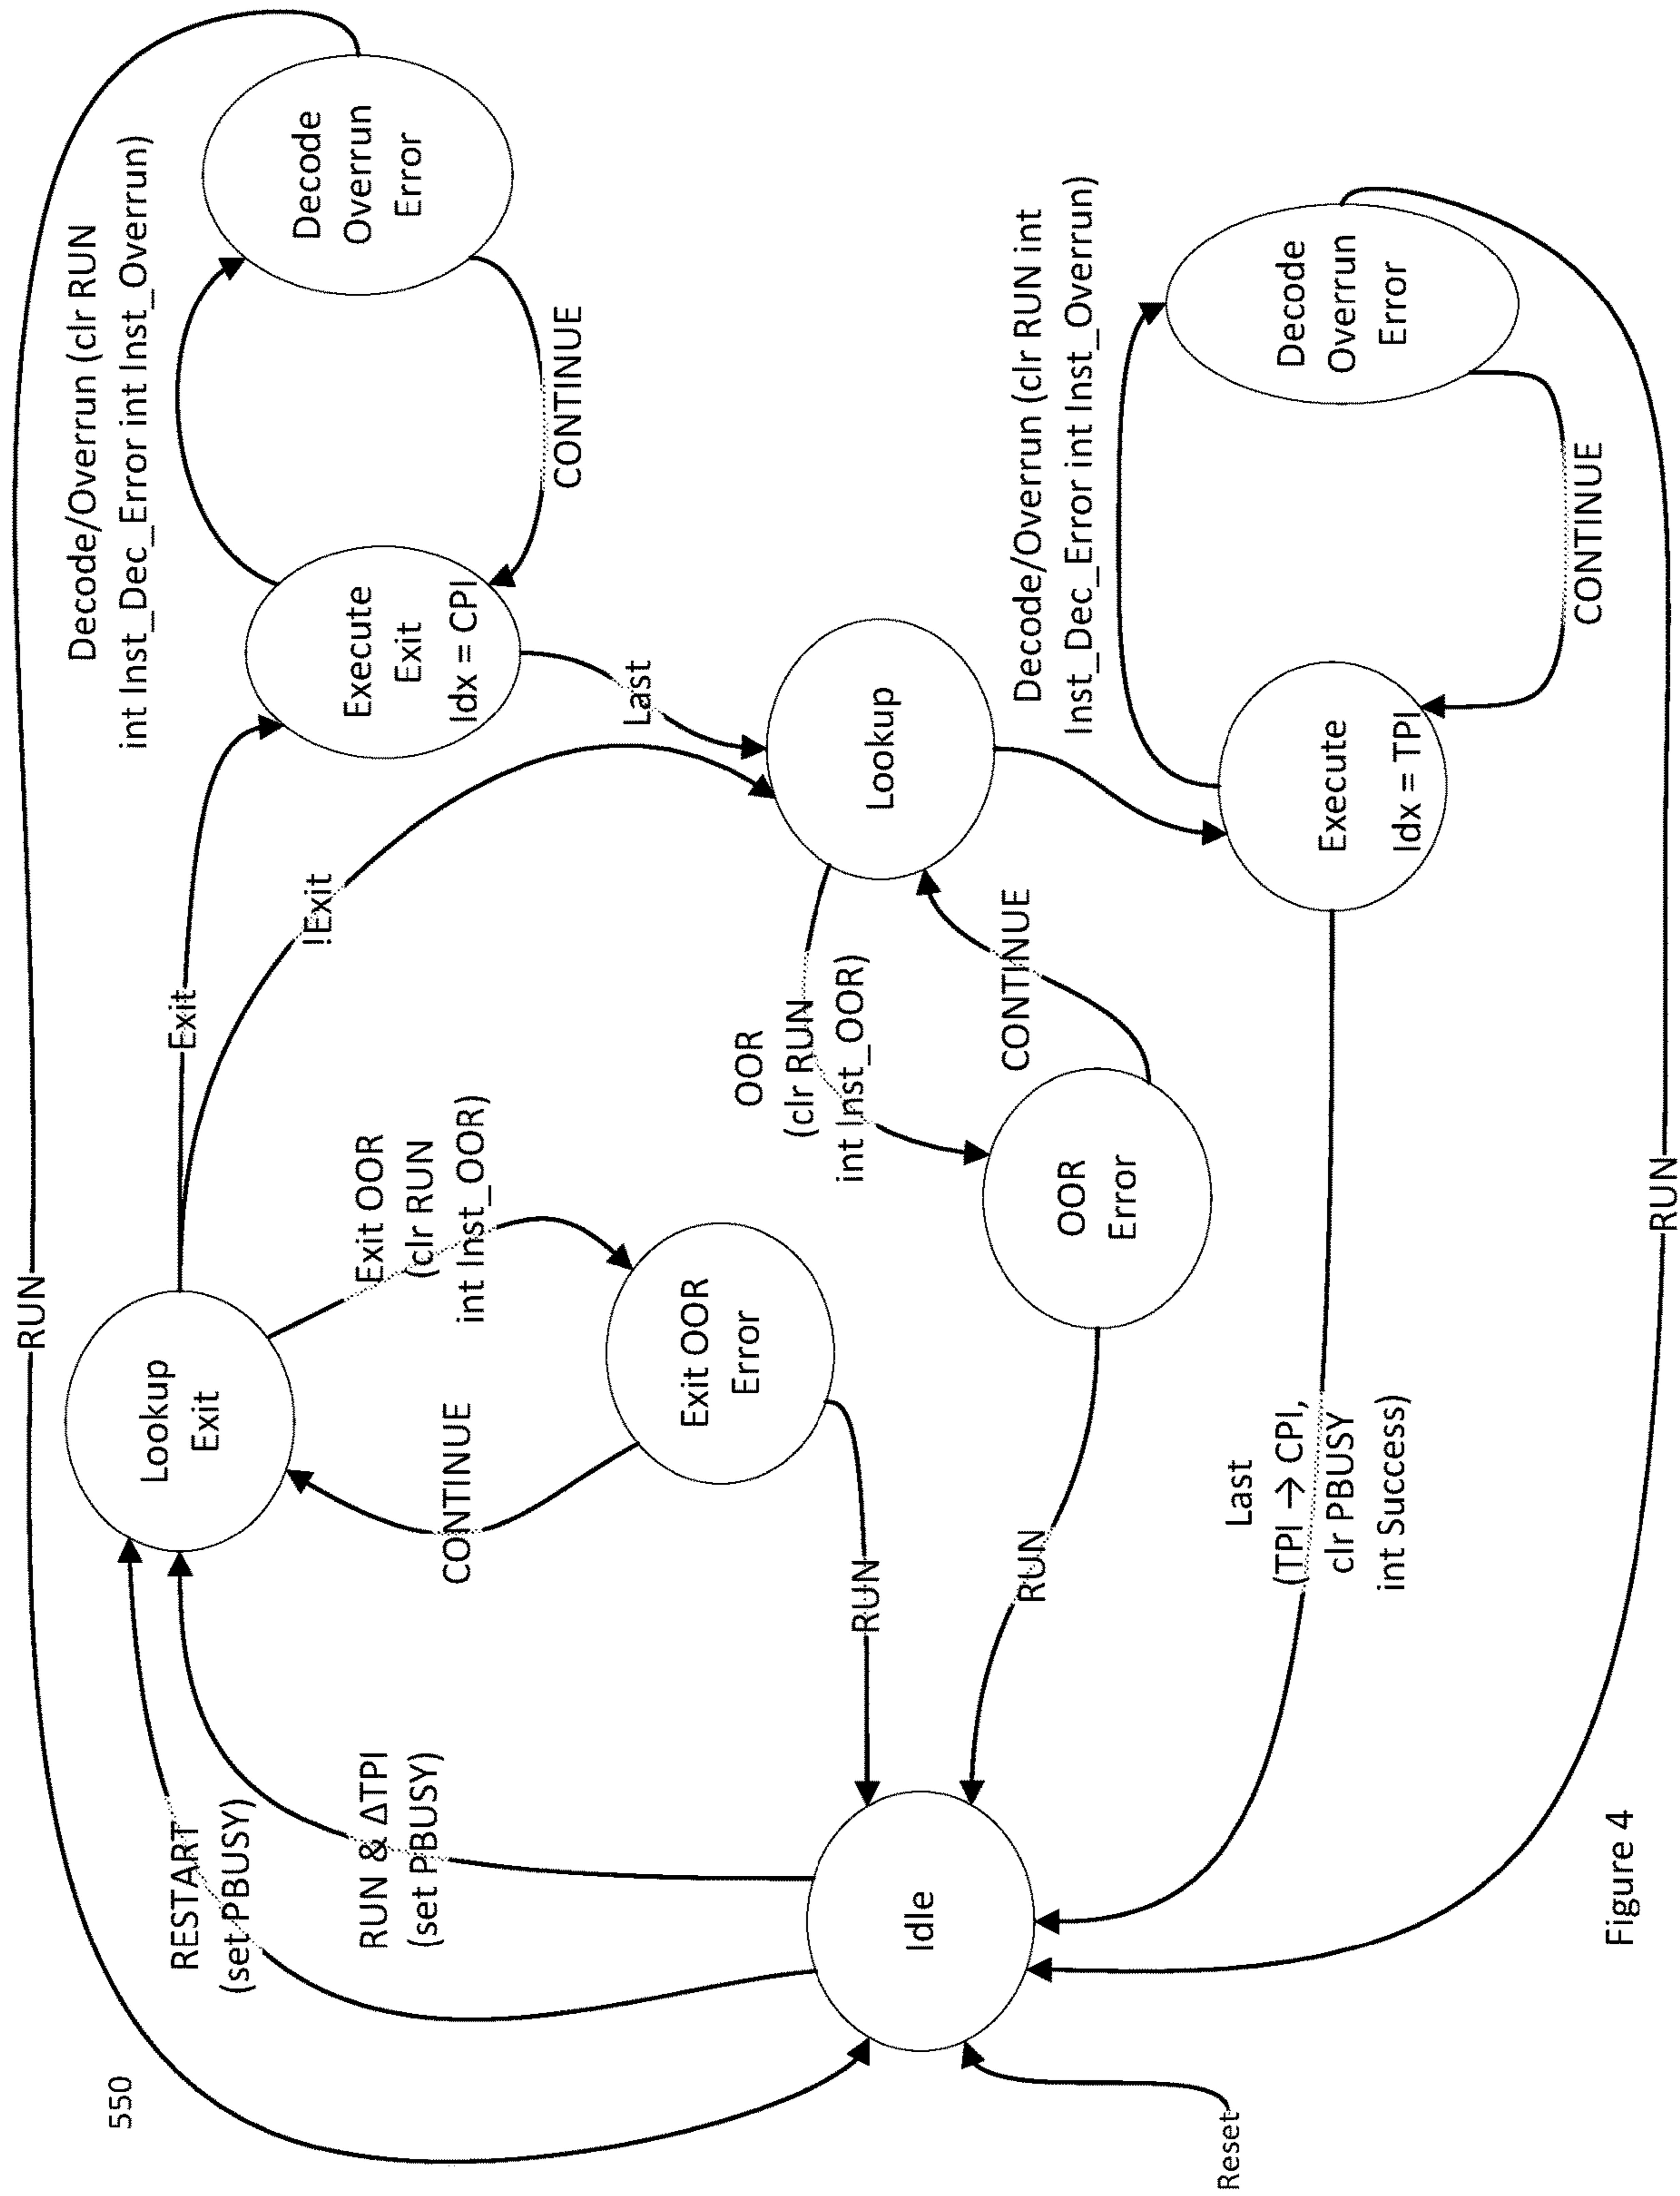 550
RUN
RESTART
(set PBUSY)
RUN & ΔTPI
(set PBUSY)
Lookup
Exit
Exit
!Exit
CONTINUE
Exit OOR
(clr RUN
int Inst_OOR)
Exit OOR
Error
RUN
Decode/Overrun (clr RUN
int Inst_Dec_Error int Inst_Overrun)
Execute
Exit
Idx = CPI
Decode
Overrun
Error
CONTINUE
Last
Lookup
OOR
(clr RUN
int Inst_OOR)
CONTINUE
OOR
Error
RUN
Idle
Reset
Last
(TPI → CPI,
clr PBUSY
int Success)
Decode/Overrun (clr RUN int
Inst_Dec_Error int Inst_Overrun)
Execute
Idx = TPI
Decode
Overrun
Error
CONTINUE
RUN
Figure 4